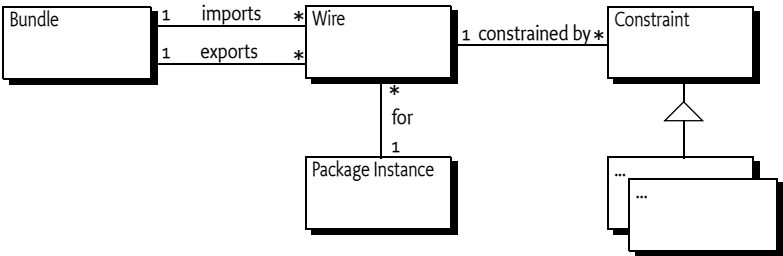 Bundle
1 imports *
Wire
1 constrained by *
Constraint
1 exports *
*
for
1
Package Instance
...
...